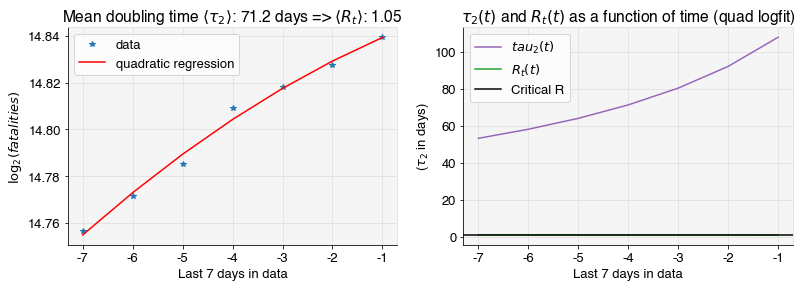 Mean doubling time ⟨τ₂⟩: 71.2 days => ⟨Rₜ⟩: 1.05
14.84
14.82
14.80
14.78
14.76
log₂(fatalities)
data
quadratic regression
-7 -6 -5 -4 -3 -2 -1
Last 7 days in data
τ₂(t) and Rₜ(t) as a function of time (quad logfit)
100
80
60
40
20
0
(τ₂ in days)
tau₂(t)
Rₜ(t)
Critical R
-7 -6 -5 -4 -3 -2 -1
Last 7 days in data